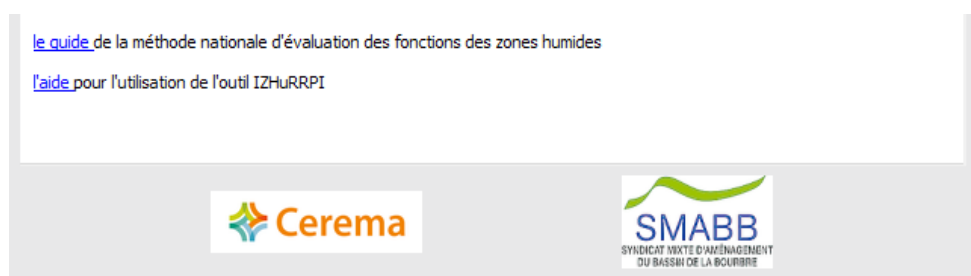 le guide de la méthode nationale d'évaluation des fonctions des zones humides
l'aide pour l'utilisation de l'outil IZHuRRPI
Cerema
SMABB
SYNDICAT MIXTE D'AMÉNAGEMENT
DU BASSIN DE LA BOURBRE